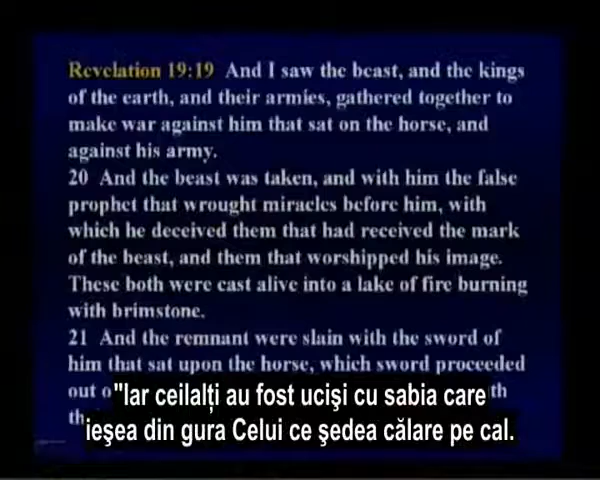 Revelation 19:19 And I saw the beast, and the kings
of the earth, and their armies, gathered together to
make war against him that sat on the horse, and
against his army.
20 And the beast was taken, and with him the false
prophet that wrought miracles before him, with
which he deceived them that had received the mark
of the beast, and them that worshipped his image.
These both were cast alive into a lake of fire burning
with brimstone.
21 And the remnant were slain with the sword of
him that sat upon the horse, which sword proceeded
out
"Iar ceilalţi au fost ucişi cu sabia care
ieşea din gura Celui ce şedea călare pe cal.